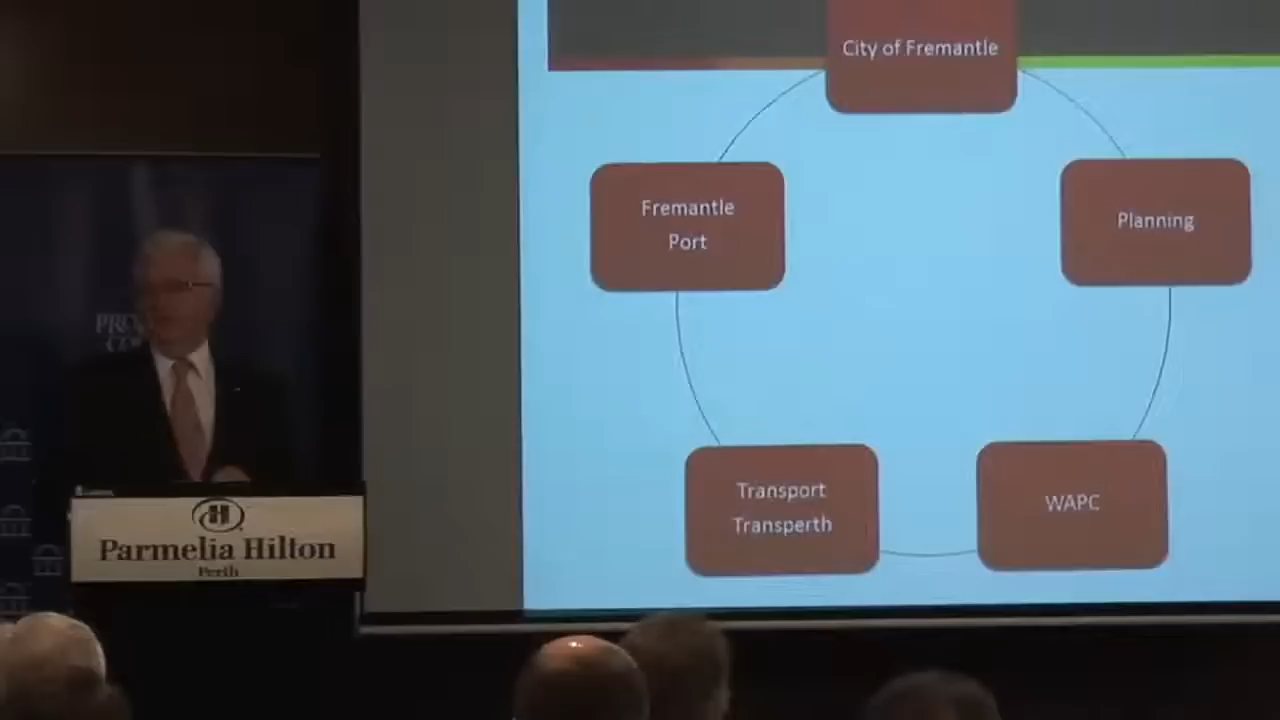 City of Fremantle
Fremantle
Port
Planning
Transport
Transperth
WAPC
H
Parmelia Hilton
Perth